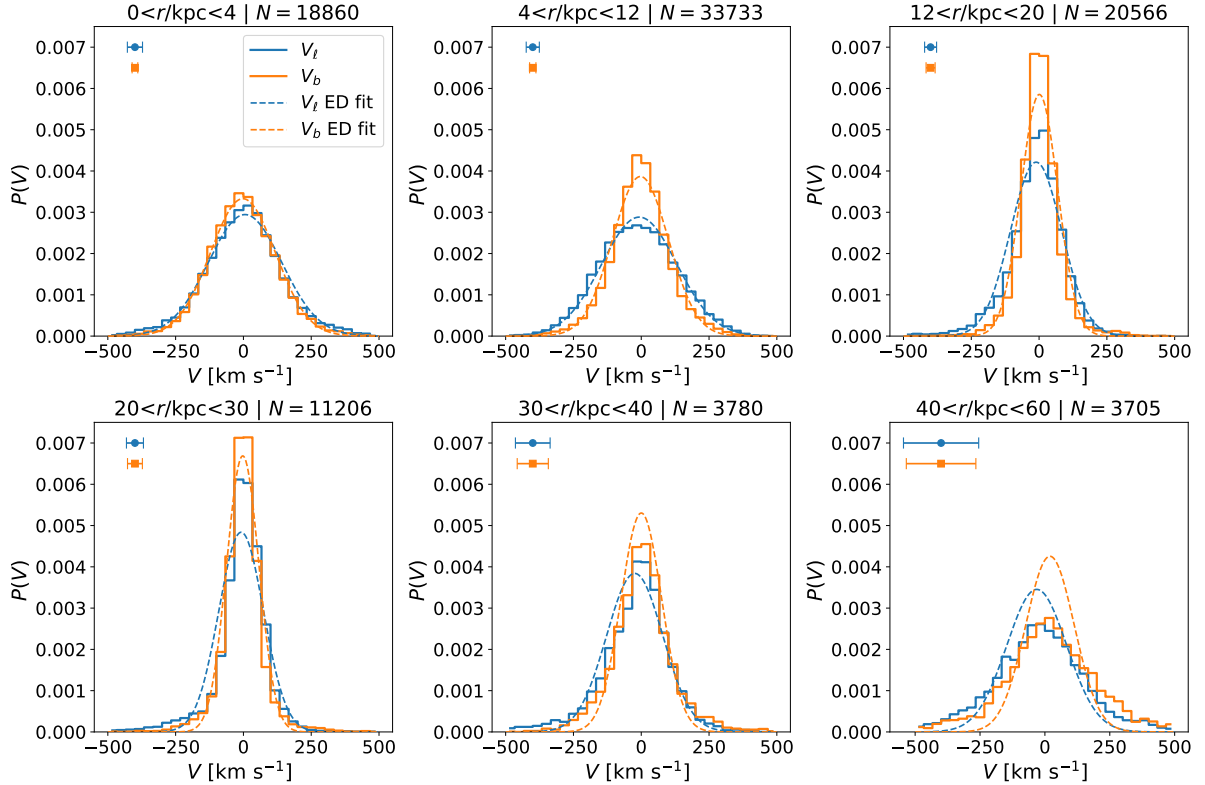 0<r/kpc<4 | N = 18860
4<r/kpc<12 | N = 33733
12<r/kpc<20 | N = 20566
0.007
0.006
0.005
0.004
0.003
0.002
0.001
0.000
P(V)
V_ℓ
V_b
V_ℓ ED fit
V_b ED fit
−500 −250 0 250 500
V [km s⁻¹]
0.007
0.006
0.005
0.004
0.003
0.002
0.001
0.000
P(V)
−500 −250 0 250 500
V [km s⁻¹]
0.007
0.006
0.005
0.004
0.003
0.002
0.001
0.000
P(V)
−500 −250 0 250 500
V [km s⁻¹]
20<r/kpc<30 | N = 11206
30<r/kpc<40 | N = 3780
40<r/kpc<60 | N = 3705
0.007
0.006
0.005
0.004
0.003
0.002
0.001
0.000
P(V)
−500 −250 0 250 500
V [km s⁻¹]
0.007
0.006
0.005
0.004
0.003
0.002
0.001
0.000
P(V)
−500 −250 0 250 500
V [km s⁻¹]
0.007
0.006
0.005
0.004
0.003
0.002
0.001
0.000
P(V)
−500 −250 0 250 500
V [km s⁻¹]